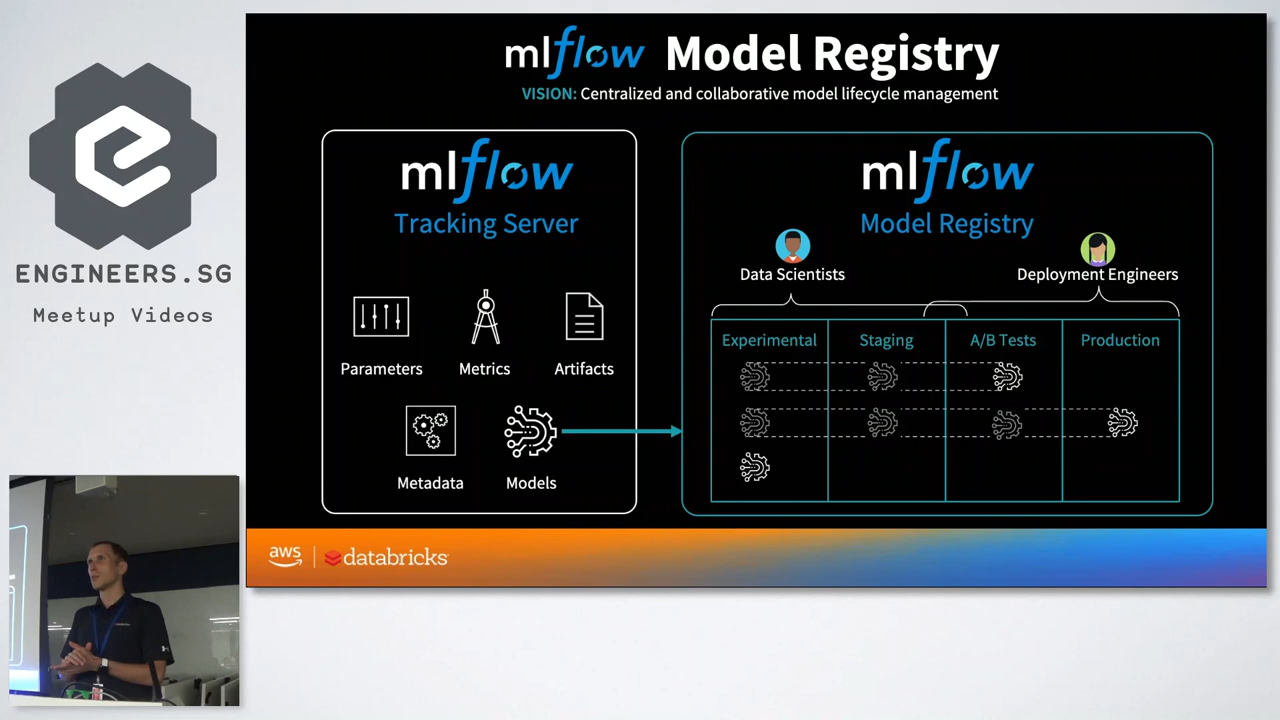 ENGINEERS.SG
Meetup Videos
mlflow Model Registry
VISION: Centralized and collaborative model lifecycle management
mlflow
Tracking Server
Parameters
Metrics
Artifacts
Metadata
Models
mlflow
Model Registry
Data Scientists
Deployment Engineers
Experimental
Staging
A/B Tests
Production
aws | databricks